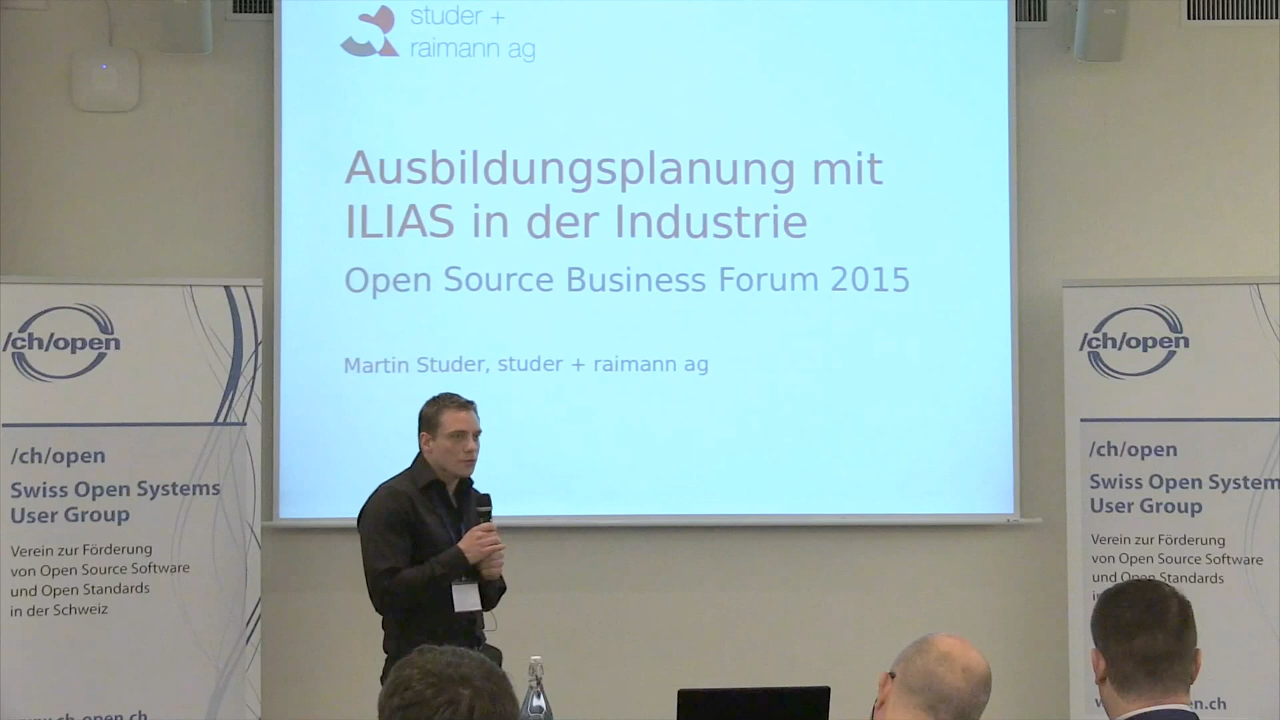 studer +
raimann ag
Ausbildungsplanung mit
ILIAS in der Industrie
Open Source Business Forum 2015
Martin Studer, studer + raimann ag
/ch/open
/ch/open
Swiss Open Systems
User Group
Verein zur Förderung
von Open Source Software
und Open Standards
in der Schweiz
/ch/open
/ch/open
Swiss Open System
User Group
Verein zur Förderung
von Open Source Software
und Open Standards